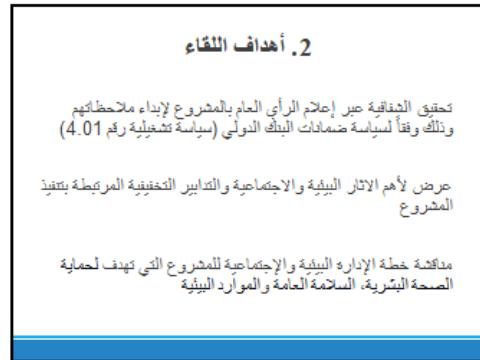 2. أهداف اللقاء
تحقيق الشفافية عبر إعلام الرأي العام بالمشروع لإبداء ملاحظاتهم
وذلك وفقاً لسياسة ضمانات البنك الدولي (سياسة تشغيلية رقم 4.01)
عرض لأهم الاثار البيئية والاجتماعية والتدابير التخفيفية المرتبطة بتنفيذ
المشروع
مناقشة خطة الإدارة البيئية والإجتماعية للمشروع التي تهدف لحماية
الصحة البشرية، السلامة العامة والموارد البيئية